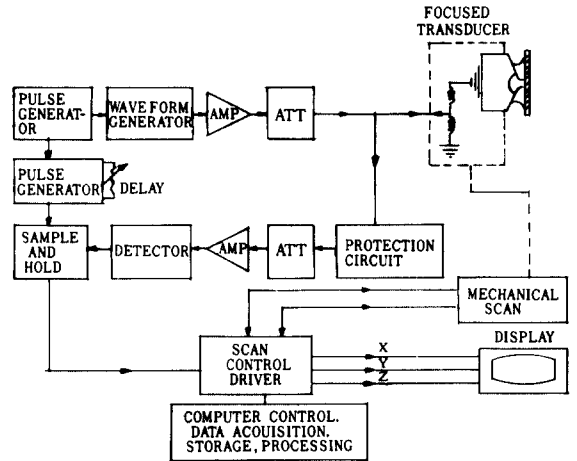 FOCUSED
TRANSDUCER
PULSE
GENERAT-
OR
WAVE FORM
GENERATOR
AMP
ATT
PULSE
GENERATOR
DELAY
SAMPLE
AND
HOLD
DETECTOR
AMP
ATT
PROTECTION
CIRCUIT
MECHANICAL
SCAN
SCAN
CONTROL
DRIVER
X
Y
Z
DISPLAY
COMPUTER CONTROL.
DATA ACOUISITION.
STORAGE, PROCESSING